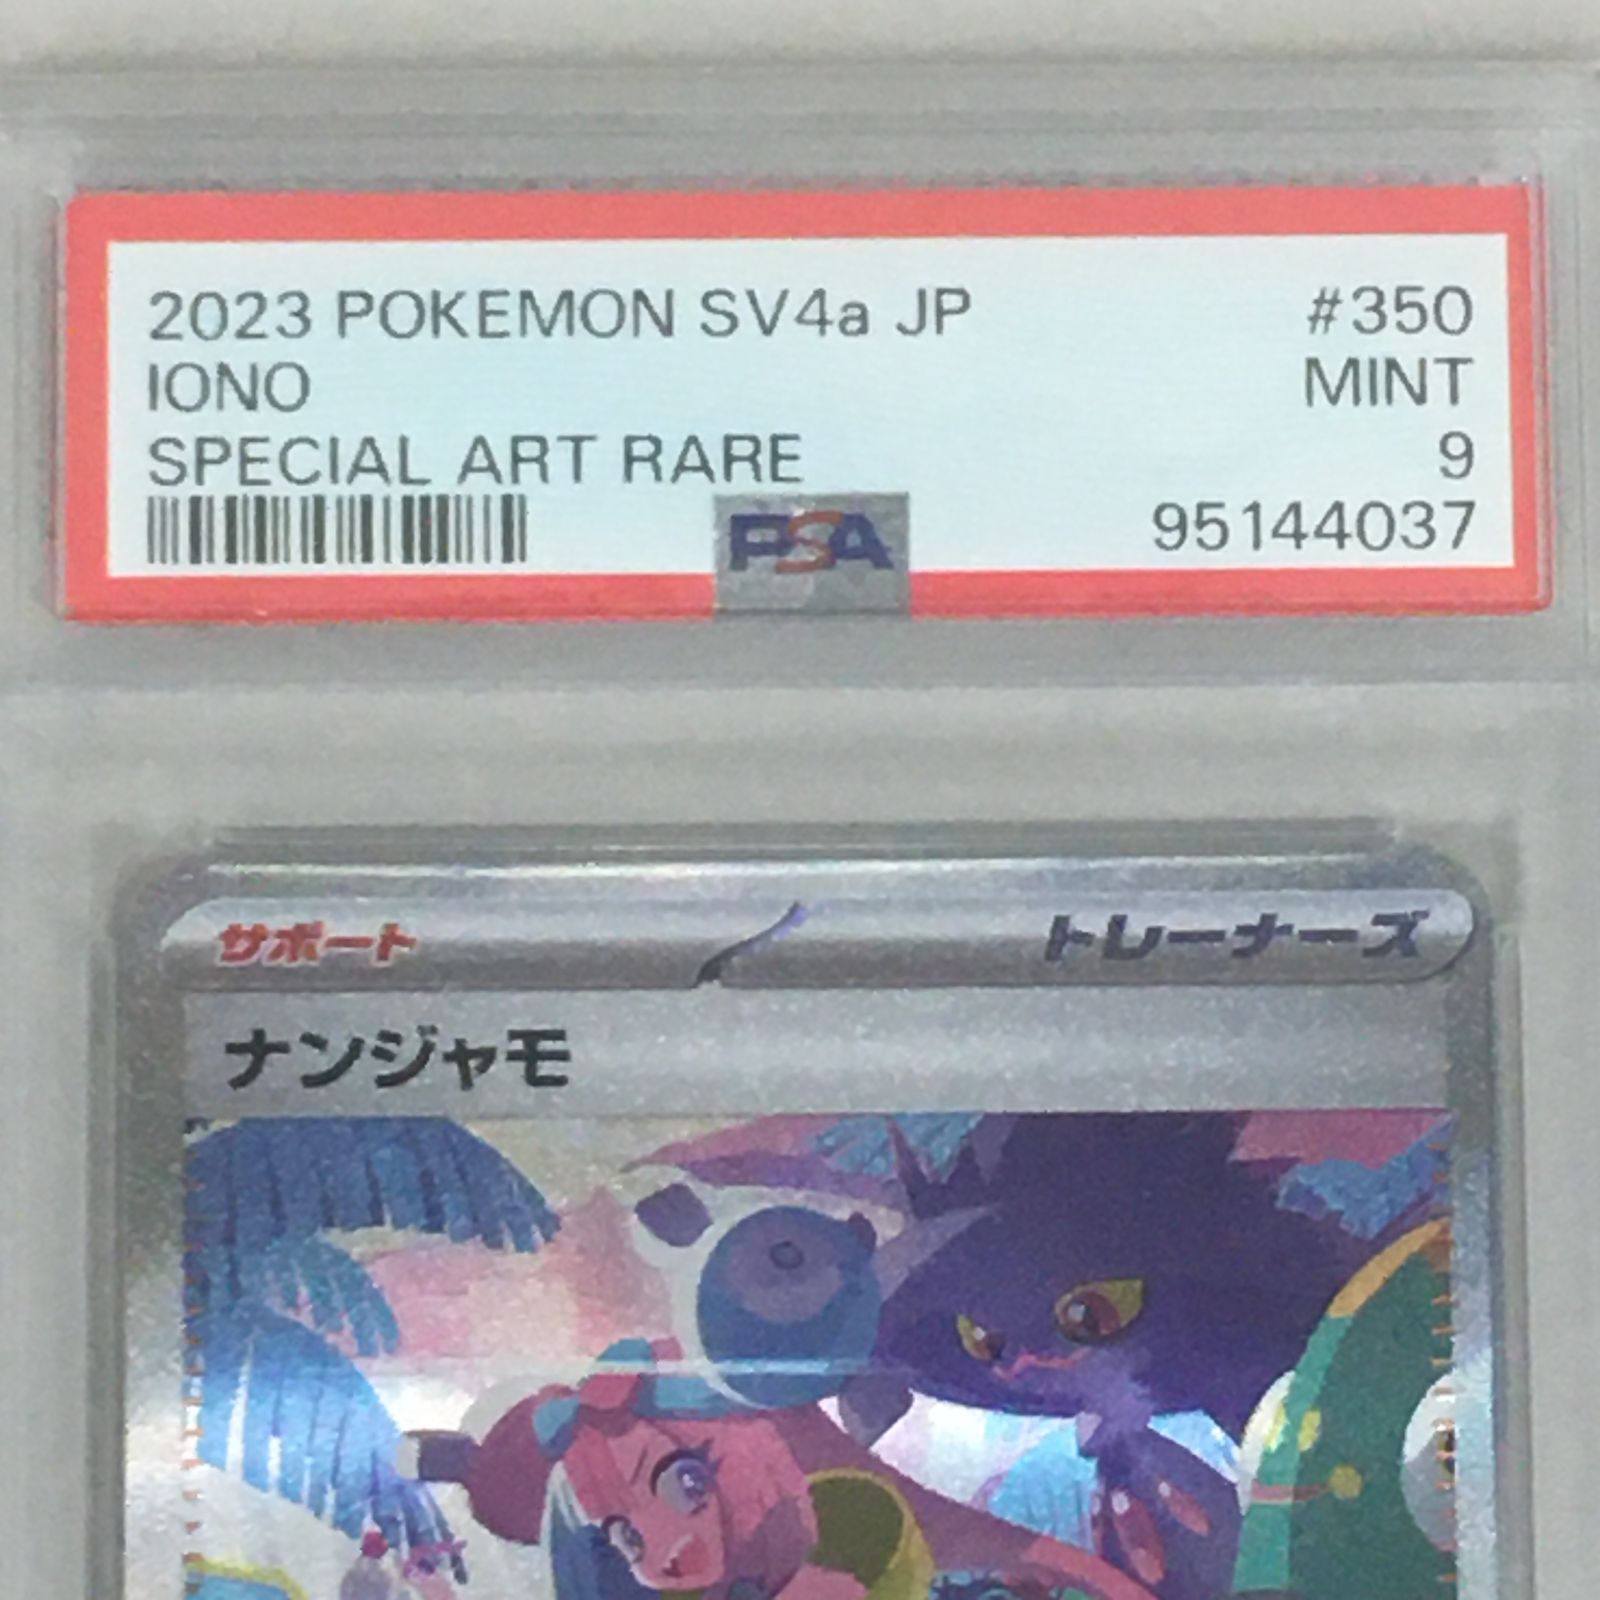 2023 POKEMON SV4a JP #350
IONO MINT
SPECIAL ART RARE 9
PSA 95144037
サポート トレーナーズ
ナンジャモ